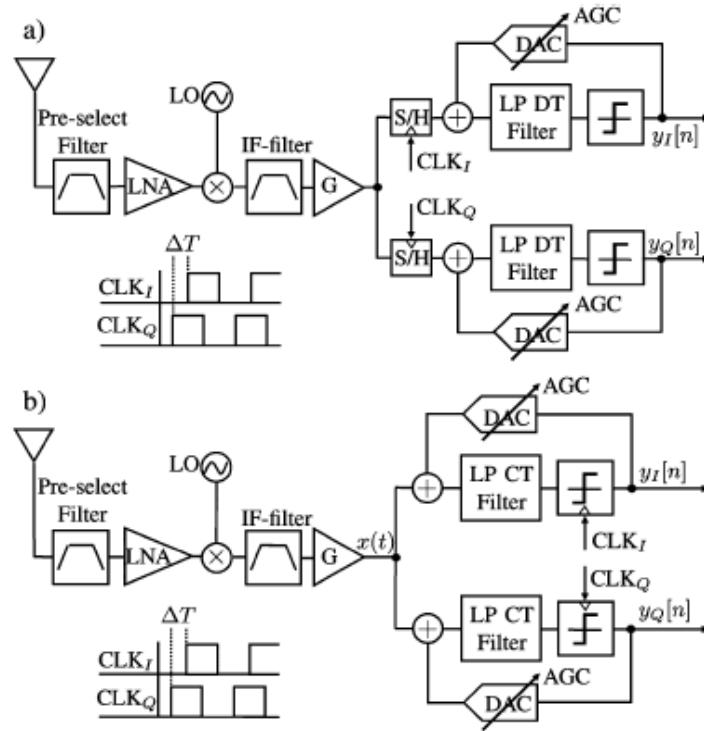 a)
AGC
DAC
LO
Pre-select
Filter
IF-filter
S/H
LP DT
Filter
y_I[n]
LNA
G
CLK_I
CLK_Q
ΔT
S/H
LP DT
Filter
y_Q[n]
CLK_I
CLK_Q
AGC
DAC
b)
AGC
DAC
LO
Pre-select
Filter
IF-filter
x(t)
LP CT
Filter
y_I[n]
LNA
G
CLK_I
CLK_Q
ΔT
LP CT
Filter
y_Q[n]
CLK_I
CLK_Q
AGC
DAC